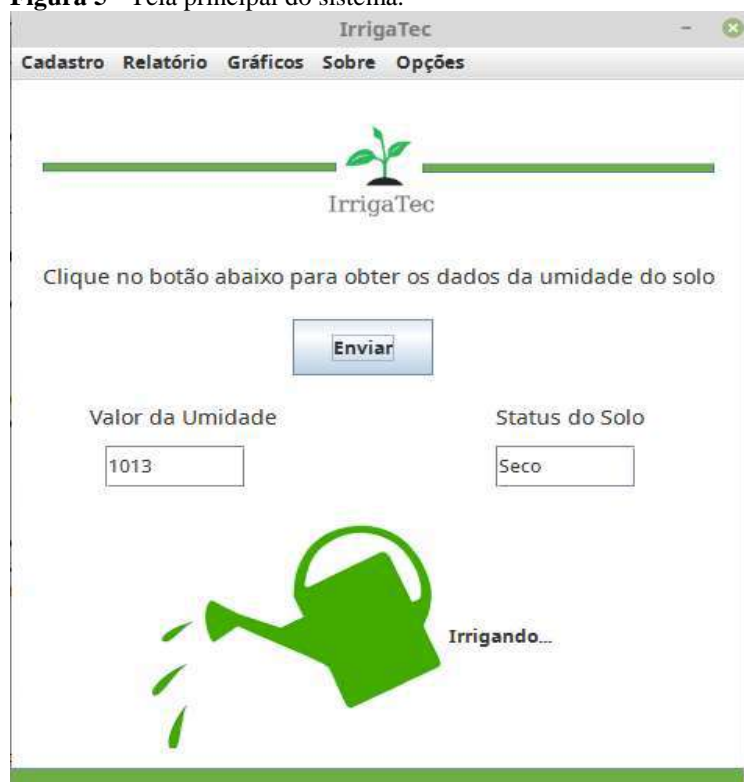 Figura 5 - Tela principal do sistema.
IrrigaTec
Cadastro Relatório Gráficos Sobre Opções
IrrigaTec
Clique no botão abaixo para obter os dados da umidade do solo
Enviar
Valor da Umidade Status do Solo
1013 Seco
Irrigando...